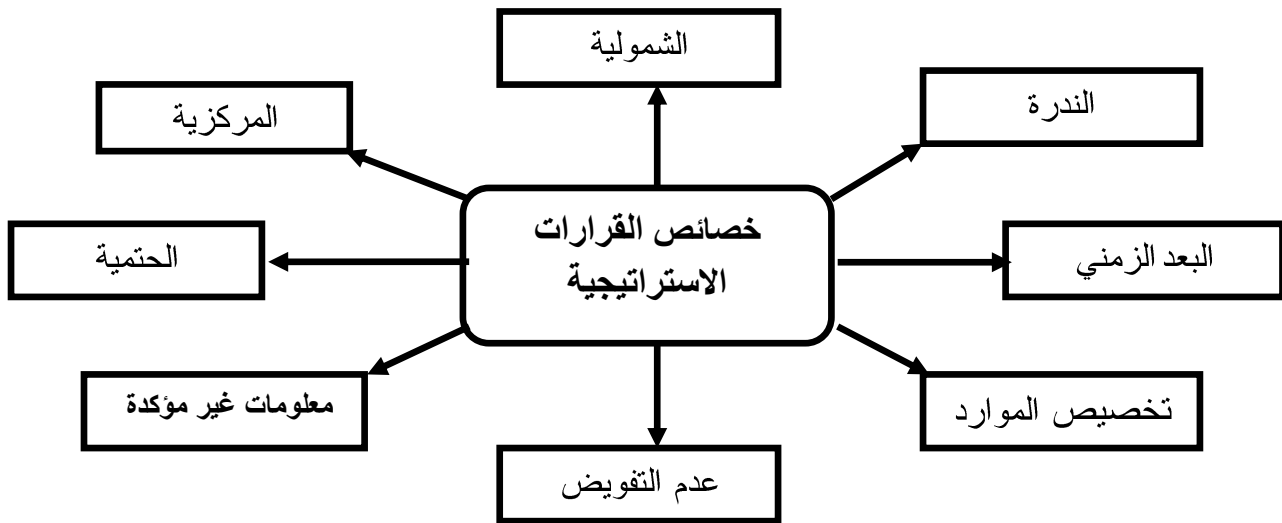 الشمولية
الندرة
المركزية
خصائص القرارات
الاستراتيجية
البعد الزمني
الحتمية
تخصيص الموارد
معلومات غير مؤكدة
عدم التفويض